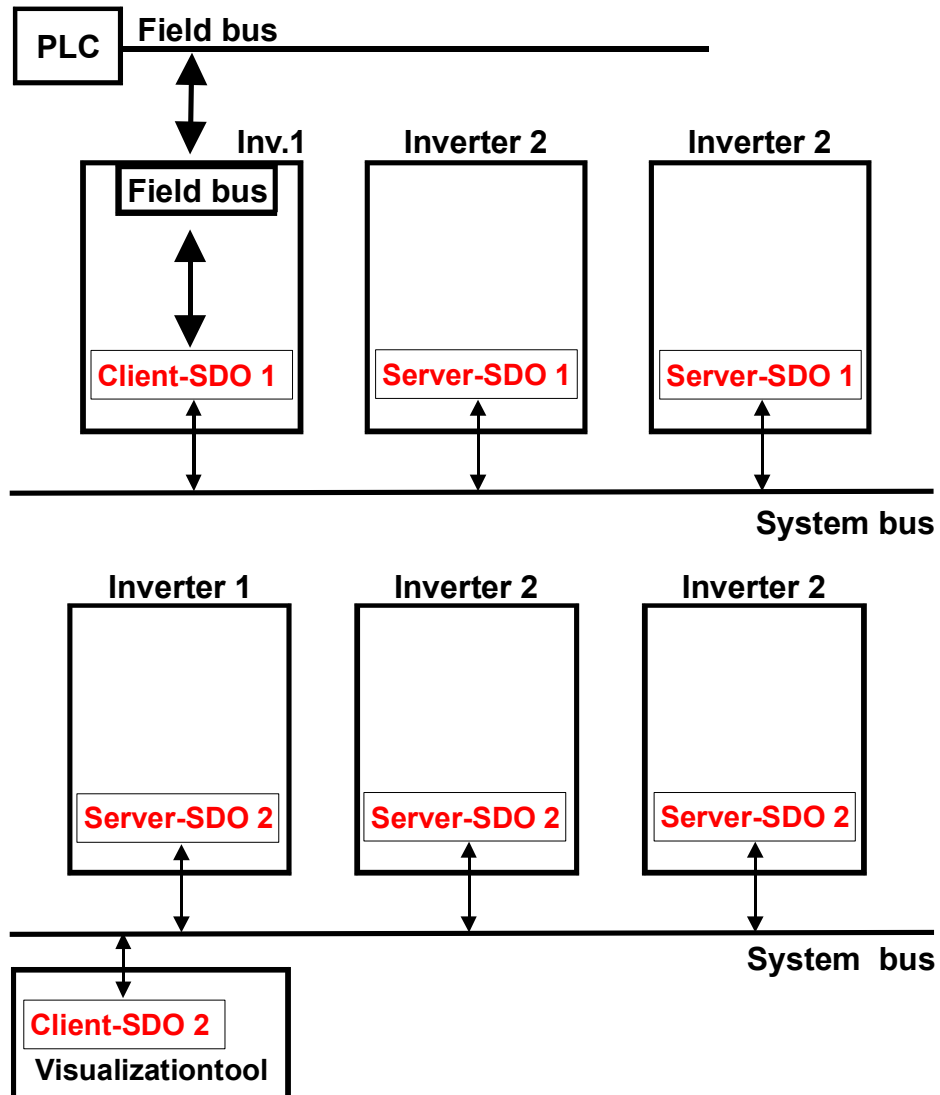 PLC
Field bus
Inv.1
Inverter 2
Inverter 2
Field bus
Client-SDO 1
Server-SDO 1
Server-SDO 1
System bus
Inverter 1
Inverter 2
Inverter 2
Server-SDO 2
Server-SDO 2
Server-SDO 2
System bus
Client-SDO 2
Visualizationtool